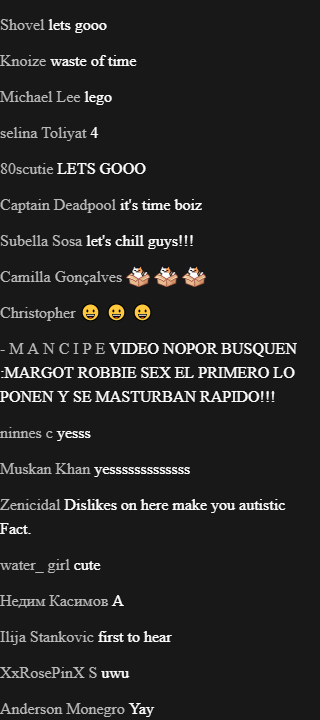 Shovel lets gooo
Knoize waste of time
Michael Lee lego
selina Toliyat 4
80scutie LETS GOOO
Captain Deadpool it's time boiz
Subella Sosa let's chill guys!!!
Camilla Gonçalves
Christopher 😀 😀 😀
- M A N C I P E VIDEO NOPOR BUSQUEN
:MARGOT ROBBIE SEX EL PRIMERO LO
PONEN Y SE MASTURBAN RAPIDO!!!
ninnes c yesss
Muskan Khan yesssssssssssss
Zenicidal Dislikes on here make you autistic
Fact.
water_ girl cute
Недим Касимов A
Ilija Stankovic first to hear
XxRosePinX S uwu
Anderson Monegro Yay